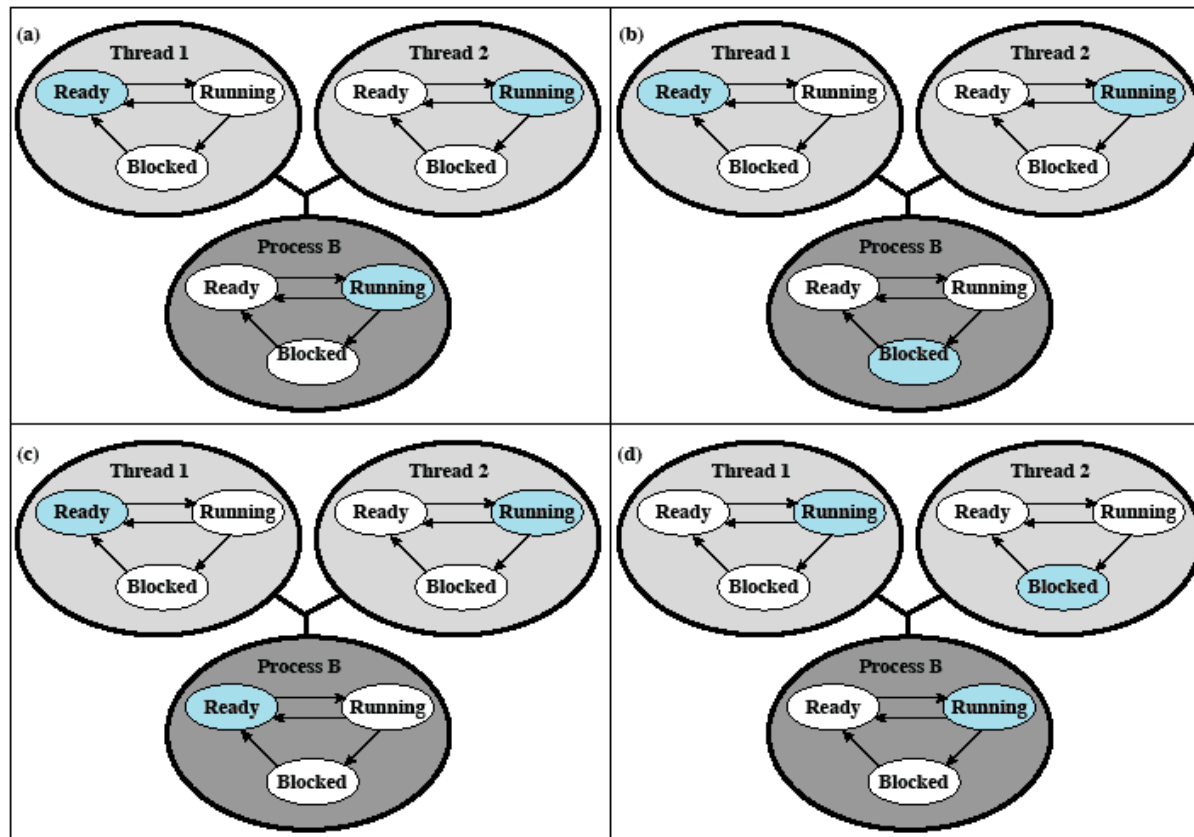 (a)
Thread 1
Ready
Running
Blocked
Thread 2
Ready
Running
Blocked
Process B
Ready
Running
Blocked
(b)
Thread 1
Ready
Running
Blocked
Thread 2
Ready
Running
Blocked
Process B
Ready
Running
Blocked
(c)
Thread 1
Ready
Running
Blocked
Thread 2
Ready
Running
Blocked
Process B
Ready
Running
Blocked
(d)
Thread 1
Ready
Running
Blocked
Thread 2
Ready
Running
Blocked
Process B
Ready
Running
Blocked